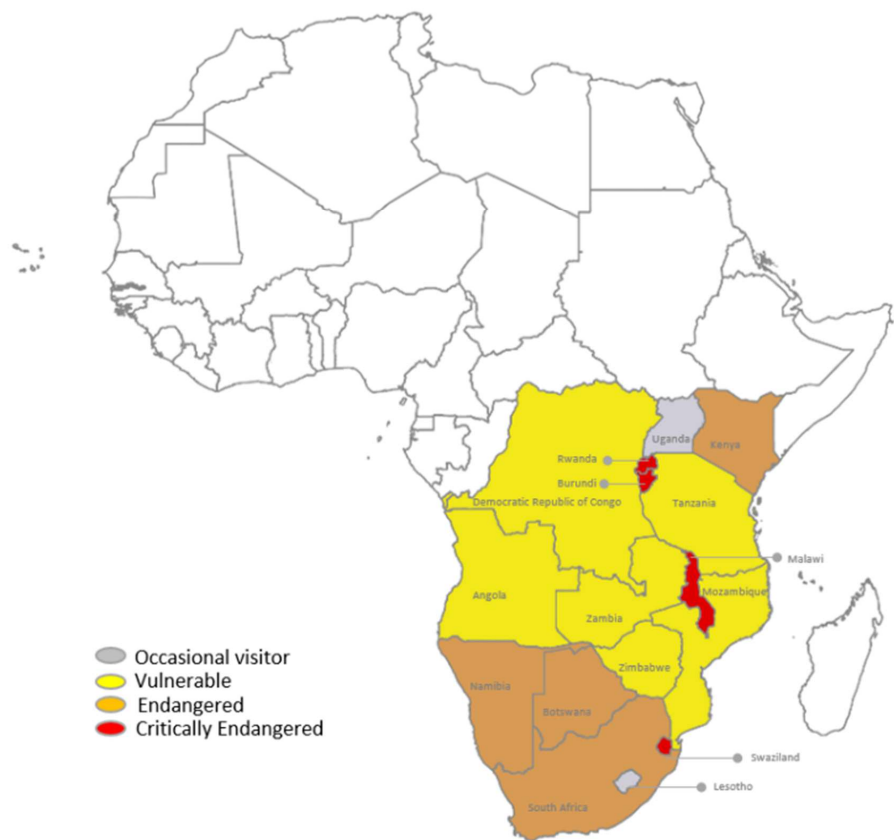 Uganda
Kenya
Rwanda
Burundi
Democratic Republic of Congo
Tanzania
Malawi
Angola
Mozambique
Zambia
Occasional visitor
Vulnerable
Endangered
Critically Endangered
Zimbabwe
Namibia
Botswana
Swaziland
Lesotho
South Africa